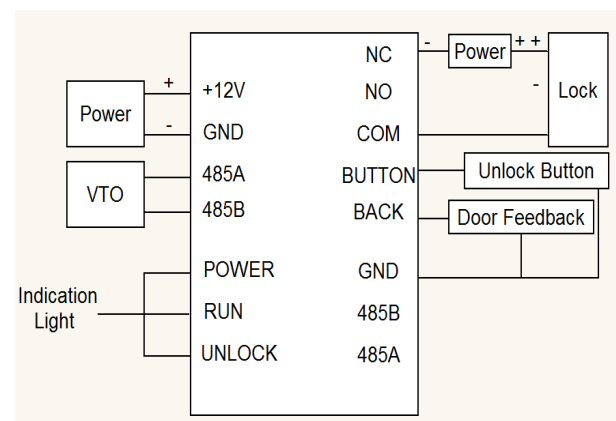 NC
-
Power
+ +
+
+12V
NO
-
Lock
Power
-
GND
COM
485A
BUTTON
Unlock Button
VTO
485B
BACK
Door Feedback
POWER
GND
Indication
Light
RUN
485B
UNLOCK
485A